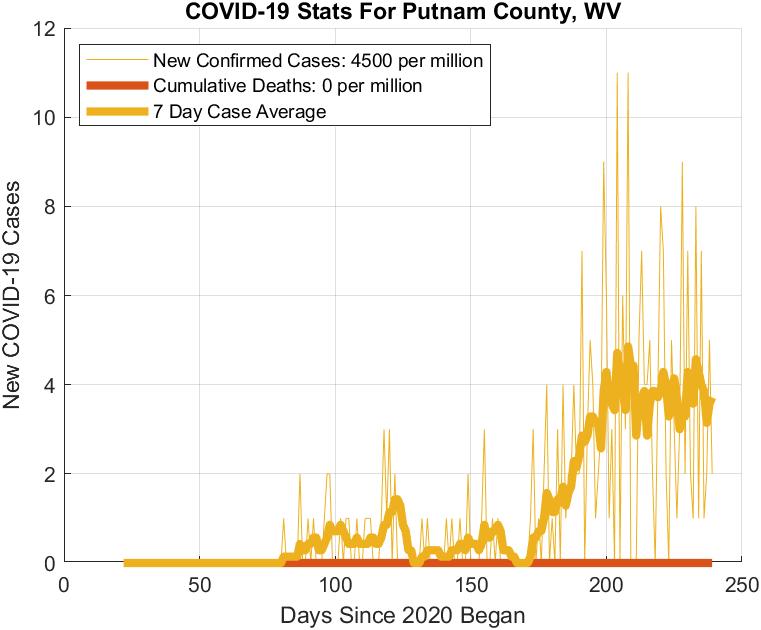 COVID-19 Stats For Putnam County, WV
New Confirmed Cases: 4500 per million
Cumulative Deaths: 0 per million
7 Day Case Average
New COVID-19 Cases
12
10
8
6
4
2
0
0 50 100 150 200 250
Days Since 2020 Began